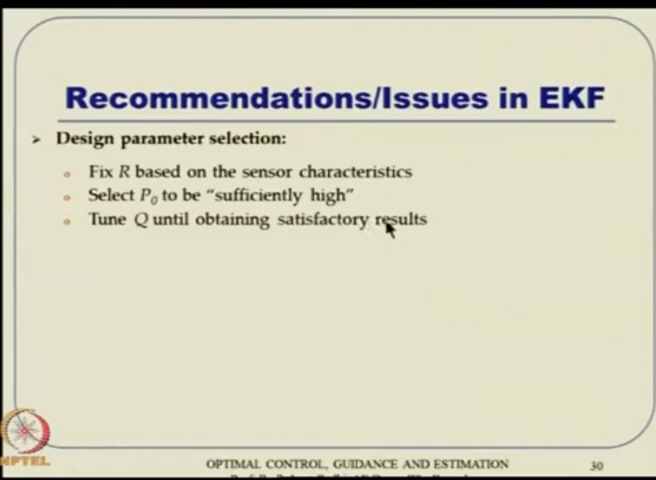 Recommendations/Issues in EKF
Design parameter selection:
Fix R based on the sensor characteristics
Select P₀ to be “sufficiently high”
Tune Q until obtaining satisfactory results
NPTEL
OPTIMAL CONTROL, GUIDANCE AND ESTIMATION
30